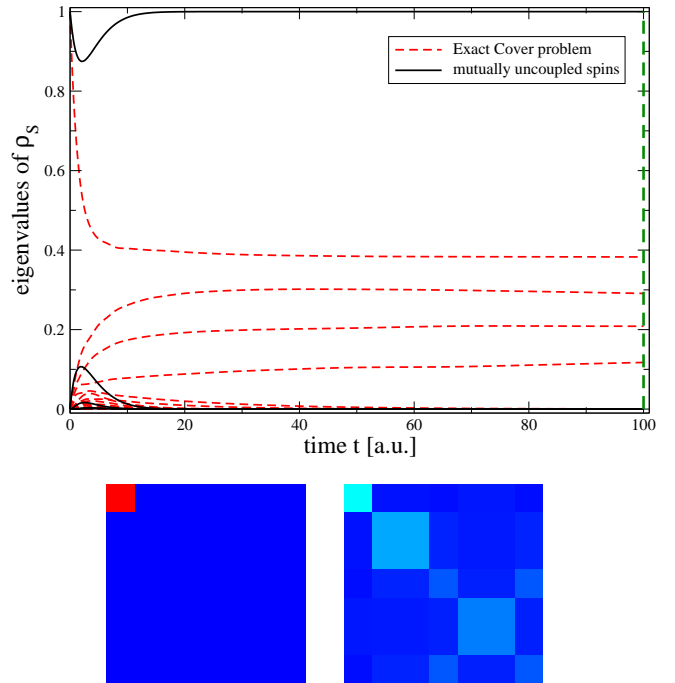 1
0.8
0.6
0.4
0.2
0
eigenvalues of ρS
Exact Cover problem
mutually uncoupled spins
0 20 40 60 80 100
time t [a.u.]